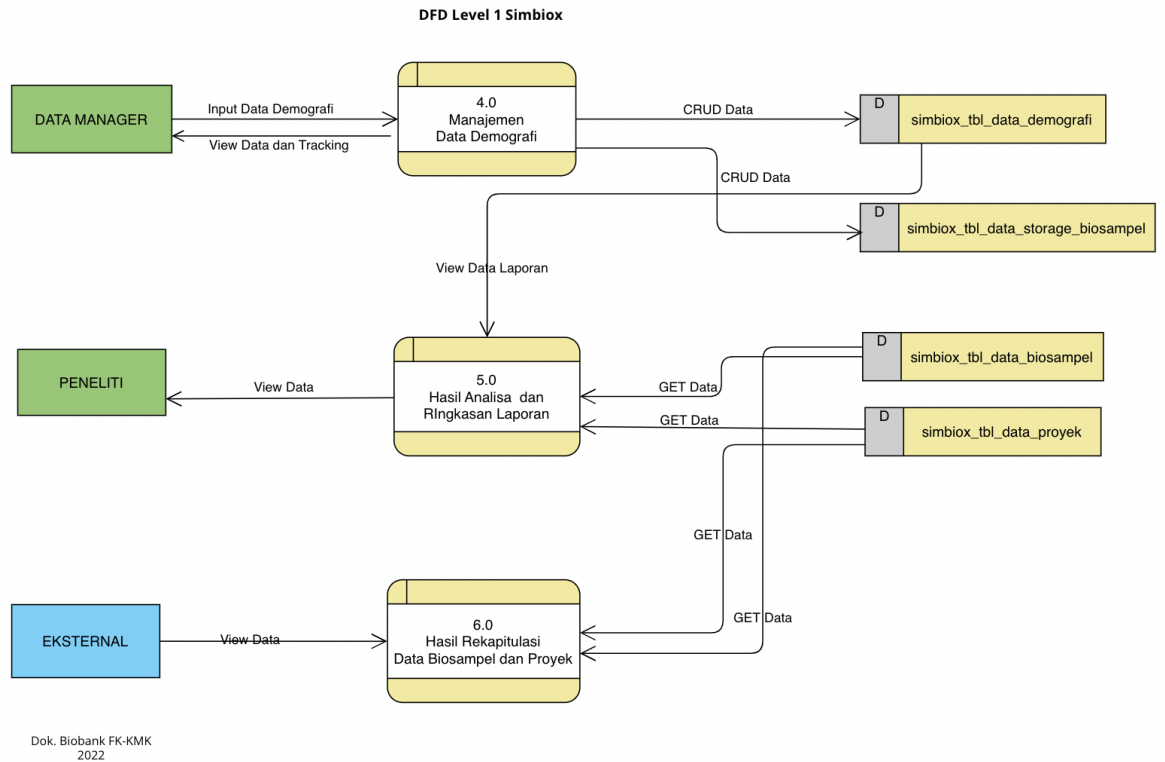 DFD Level 1 Simbiox
DATA MANAGER
Input Data Demografi
View Data dan Tracking
4.0
Manajemen
Data Demografi
CRUD Data
D
simbiox_tbl_data_demografi
CRUD Data
D
simbiox_tbl_data_storage_biosampel
View Data Laporan
PENELITI
View Data
5.0
Hasil Analisa dan
RIngkasan Laporan
GET Data
D
simbiox_tbl_data_biosampel
GET Data
D
simbiox_tbl_data_proyek
GET Data
GET Data
EKSTERNAL
View Data
6.0
Hasil Rekapitulasi
Data Biosampel dan Proyek
Dok. Biobank FK-KMK
2022